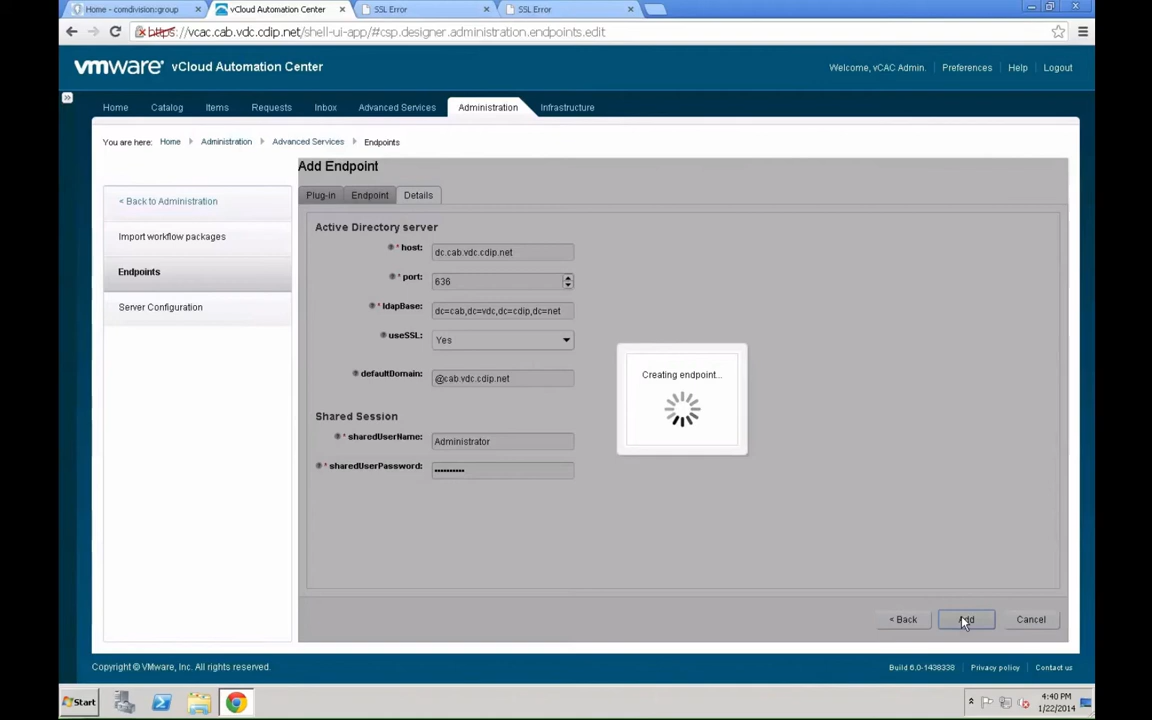 Home - comdivision:group
vCloud Automation Center
SSL Error
SSL Error
https://vcac.cab.vdc.cdip.net/shell-ui-app/#csp.designer.administration.endpoints.edit
vmware vCloud Automation Center
Welcome, vCAC Admin. Preferences Help Logout
Home Catalog Items Requests Inbox Advanced Services Administration Infrastructure
You are here: Home Administration Advanced Services Endpoints
Add Endpoint
Plug-in Endpoint Details
< Back to Administration
Import workflow packages
Endpoints
Server Configuration
Active Directory server
* host: dc.cab.vdc.cdip.net
* port: 636
* ldapBase: dc=cab,dc=vdc,dc=cdip,dc=net
useSSL: Yes
defaultDomain: @cab.vdc.cdip.net
Shared Session
* sharedUserName: Administrator
* sharedUserPassword: ••••••••••
Creating endpoint...
< Back Add Cancel
Copyright © VMware, Inc. All rights reserved.
Build 6.0-1438338 Privacy policy Contact us
Start
4:40 PM
1/22/2014